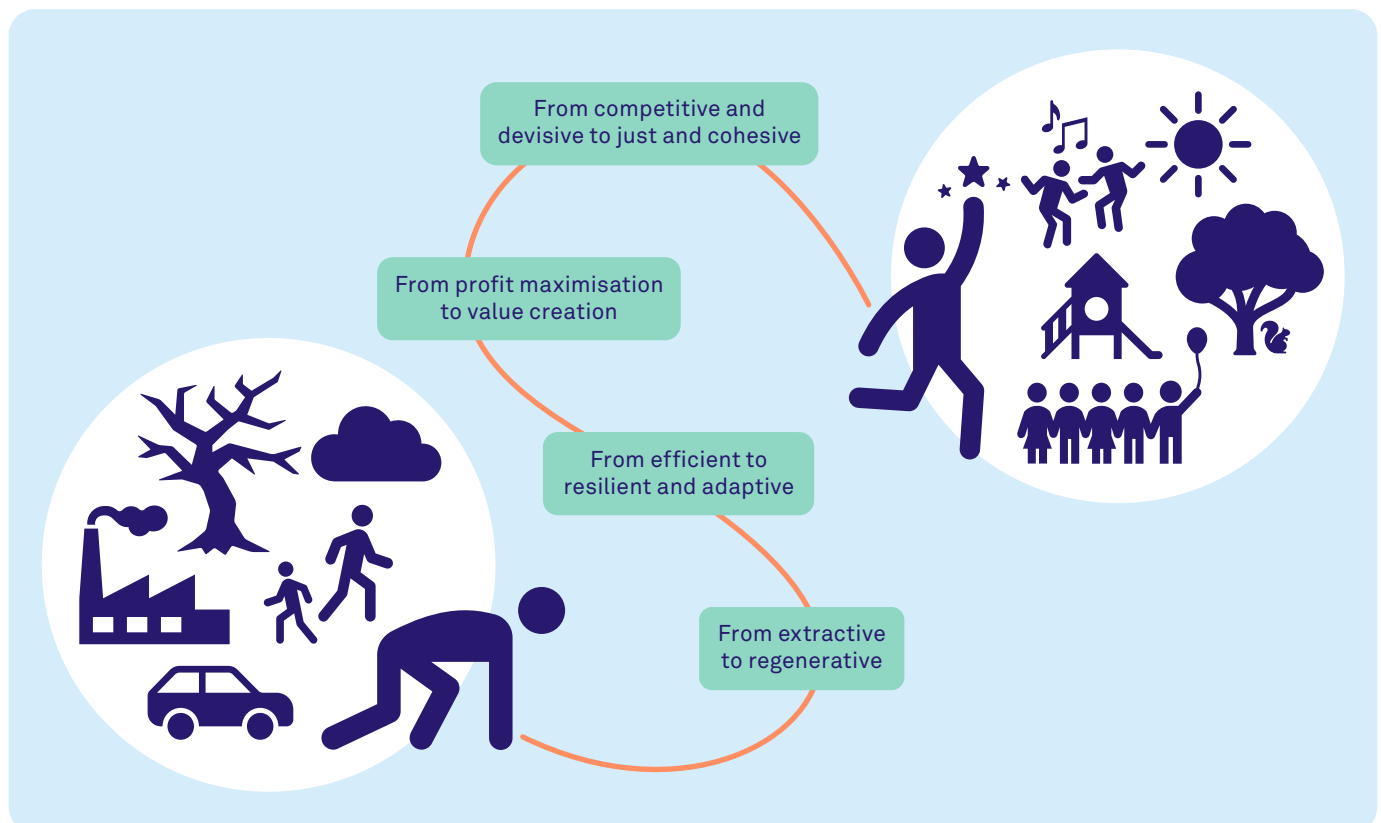 From competitive and
devisive to just and cohesive
From profit maximisation
to value creation
From efficient to
resilient and adaptive
From extractive
to regenerative